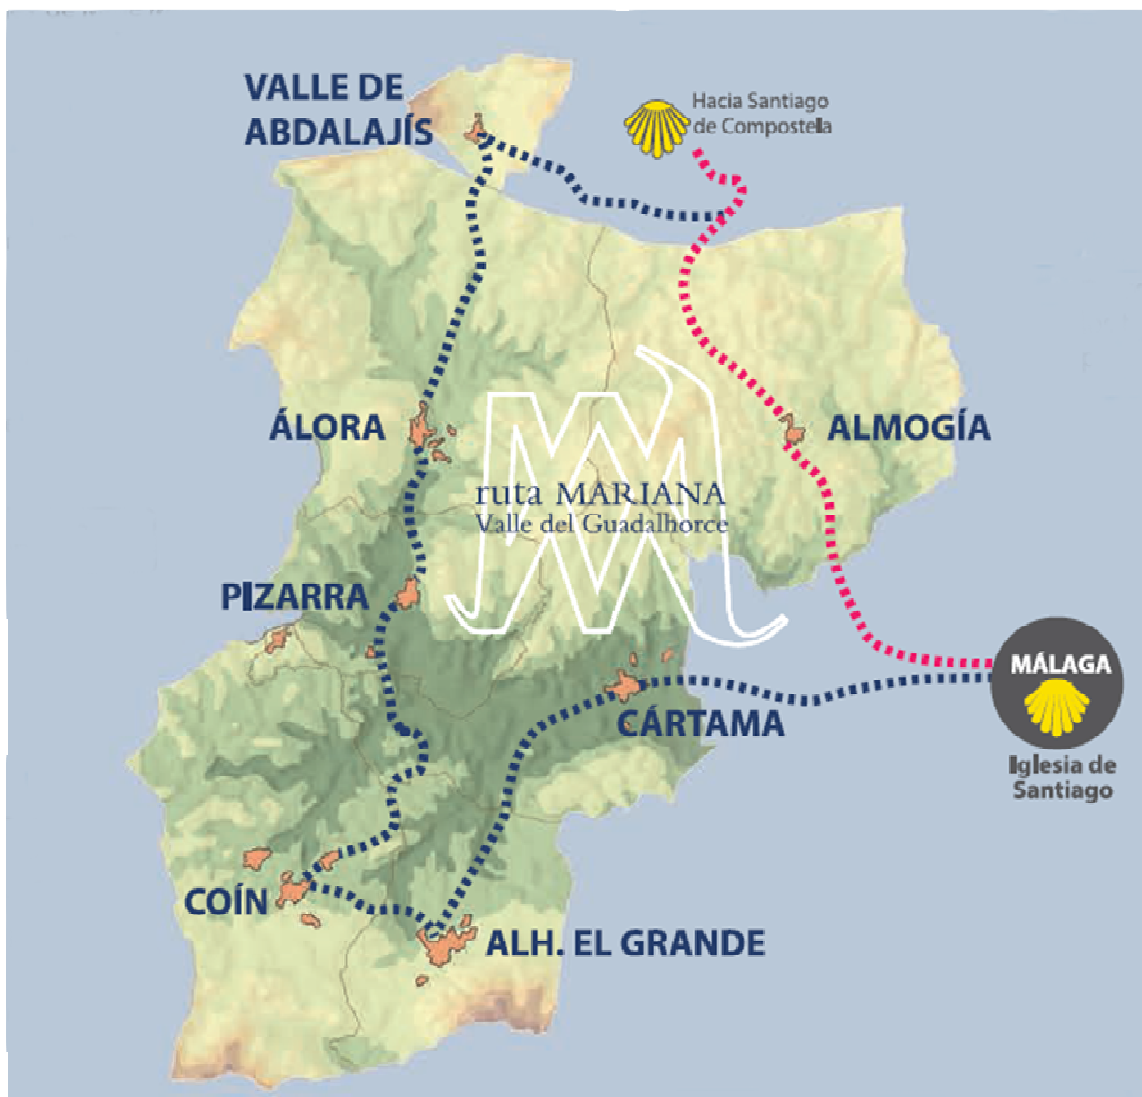 VALLE DE
ABDALAJÍS
Hacia Santiago
de Compostela
ÁLORA
ALMOGÍA
ruta MARIANA
Valle del Guadalhorce
PIZARRA
MÁLAGA
CÁRTAMA
Iglesia de
Santiago
COÍN
ALH. EL GRANDE